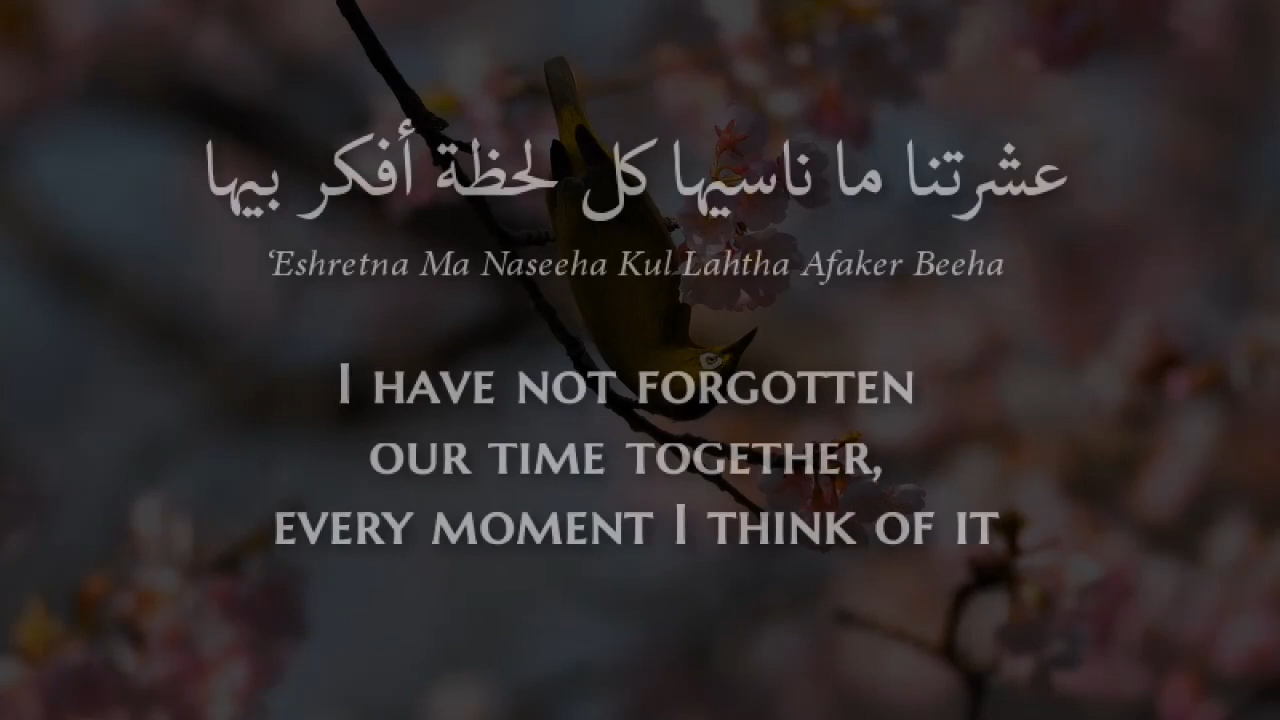 عشرتنا ما ناسيها كل لحظة أفكر بيها
‘Eshretna Ma Naseeha Kul Lahtha Afaker Beeha
I HAVE NOT FORGOTTEN
OUR TIME TOGETHER,
EVERY MOMENT I THINK OF IT